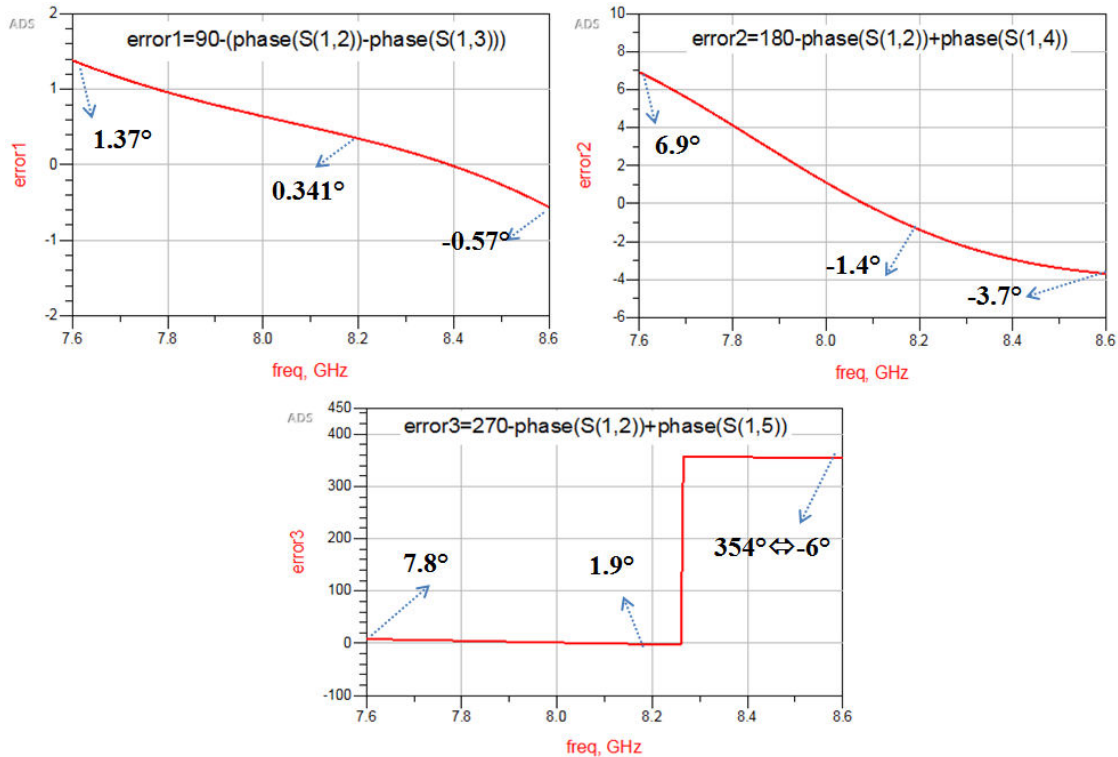 ADS
error1=90-(phase(S(1,2))-phase(S(1,3)))
2
1
0
-1
-2
error1
1.37°
0.341°
-0.57°
7.6 7.8 8.0 8.2 8.4 8.6
freq, GHz
ADS
error2=180-phase(S(1,2))+phase(S(1,4))
10
8
6
4
2
0
-2
-4
-6
error2
6.9°
-1.4°
-3.7°
7.6 7.8 8.0 8.2 8.4 8.6
freq, GHz
ADS
error3=270-phase(S(1,2))+phase(S(1,5))
450
400
300
200
100
0
-100
error3
7.8°
1.9°
354°⇔-6°
7.6 7.8 8.0 8.2 8.4 8.6
freq, GHz